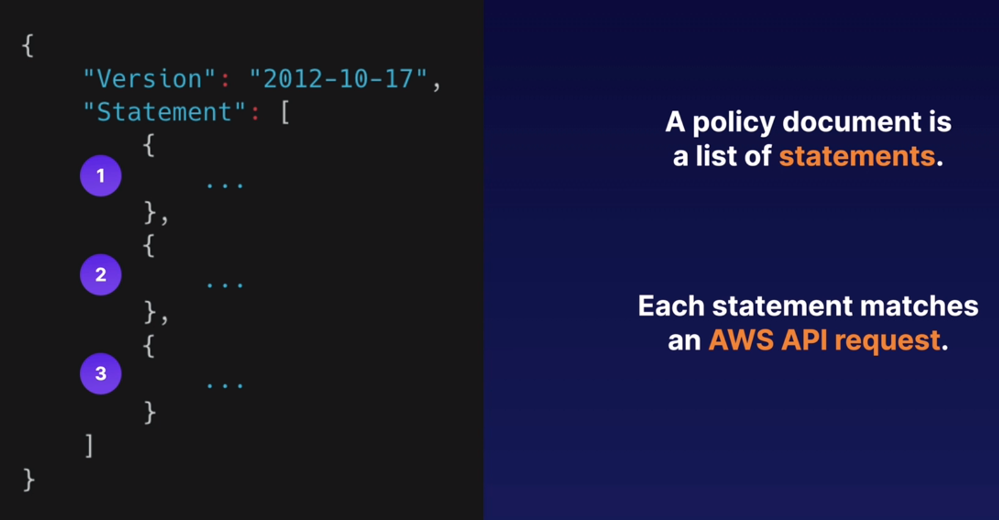 {
"Version": "2012-10-17",
"Statement": [
{
1 ...
},
{
2 ...
},
{
3 ...
}
]
}
A policy document is
a list of statements.
Each statement matches
an AWS API request.